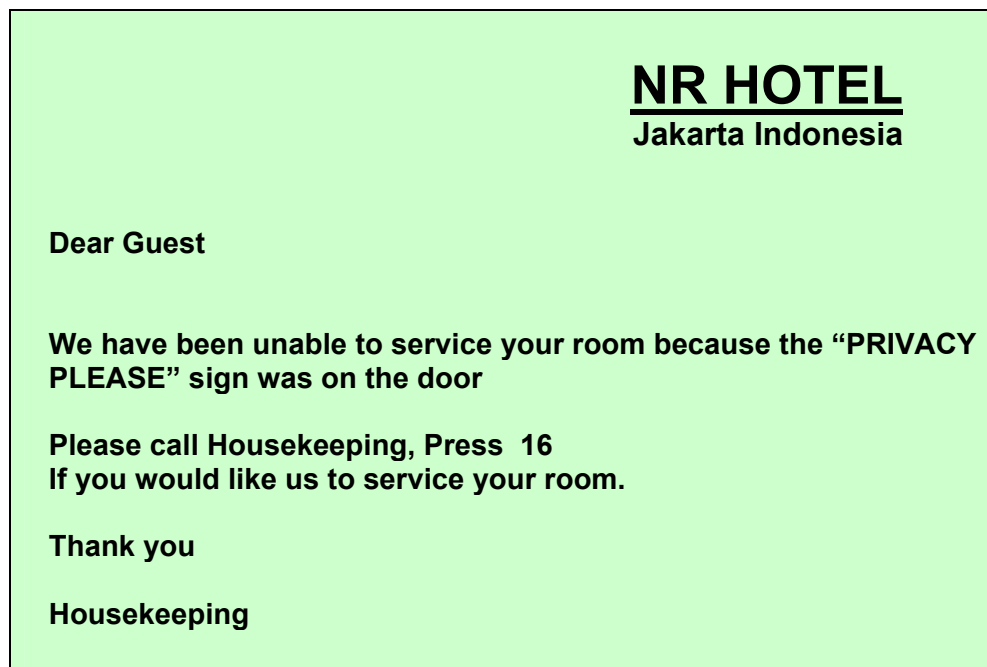 NR HOTEL
Jakarta Indonesia
Dear Guest
We have been unable to service your room because the “PRIVACY
PLEASE” sign was on the door
Please call Housekeeping, Press  16
If you would like us to service your room.
Thank you
Housekeeping